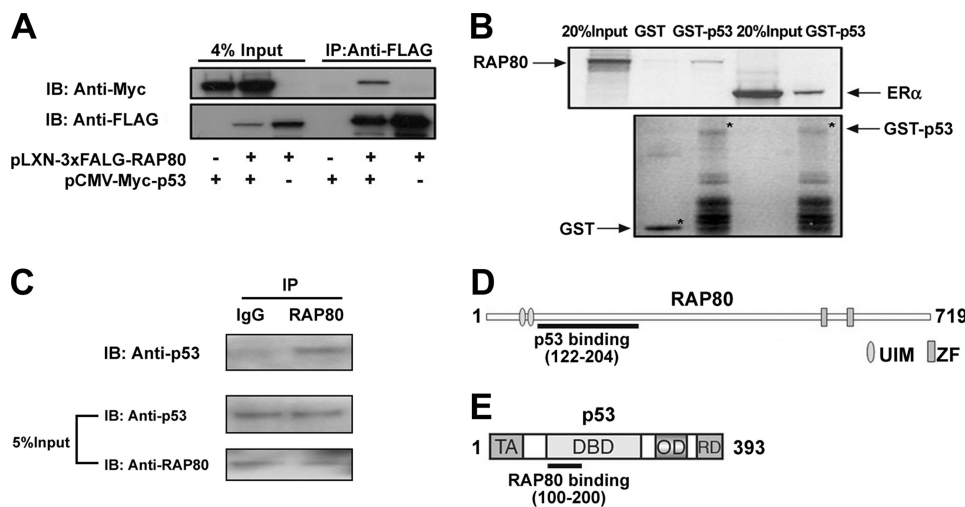 A
4% Input IP:Anti-FLAG
IB: Anti-Myc
IB: Anti-FLAG
pLXN-3xFALG-RAP80 - + + - + +
pCMV-Myc-p53 + + - + + -
B
20%Input GST GST-p53 20%Input GST-p53
RAP80
ERα
* *
GST-p53
GST *
C
IP
IgG RAP80
IB: Anti-p53
5%Input
IB: Anti-p53
IB: Anti-RAP80
D
RAP80
1 719
p53 binding
(122-204)
UIM ZF
E
p53
1 TA DBD OD RD 393
RAP80 binding
(100-200)